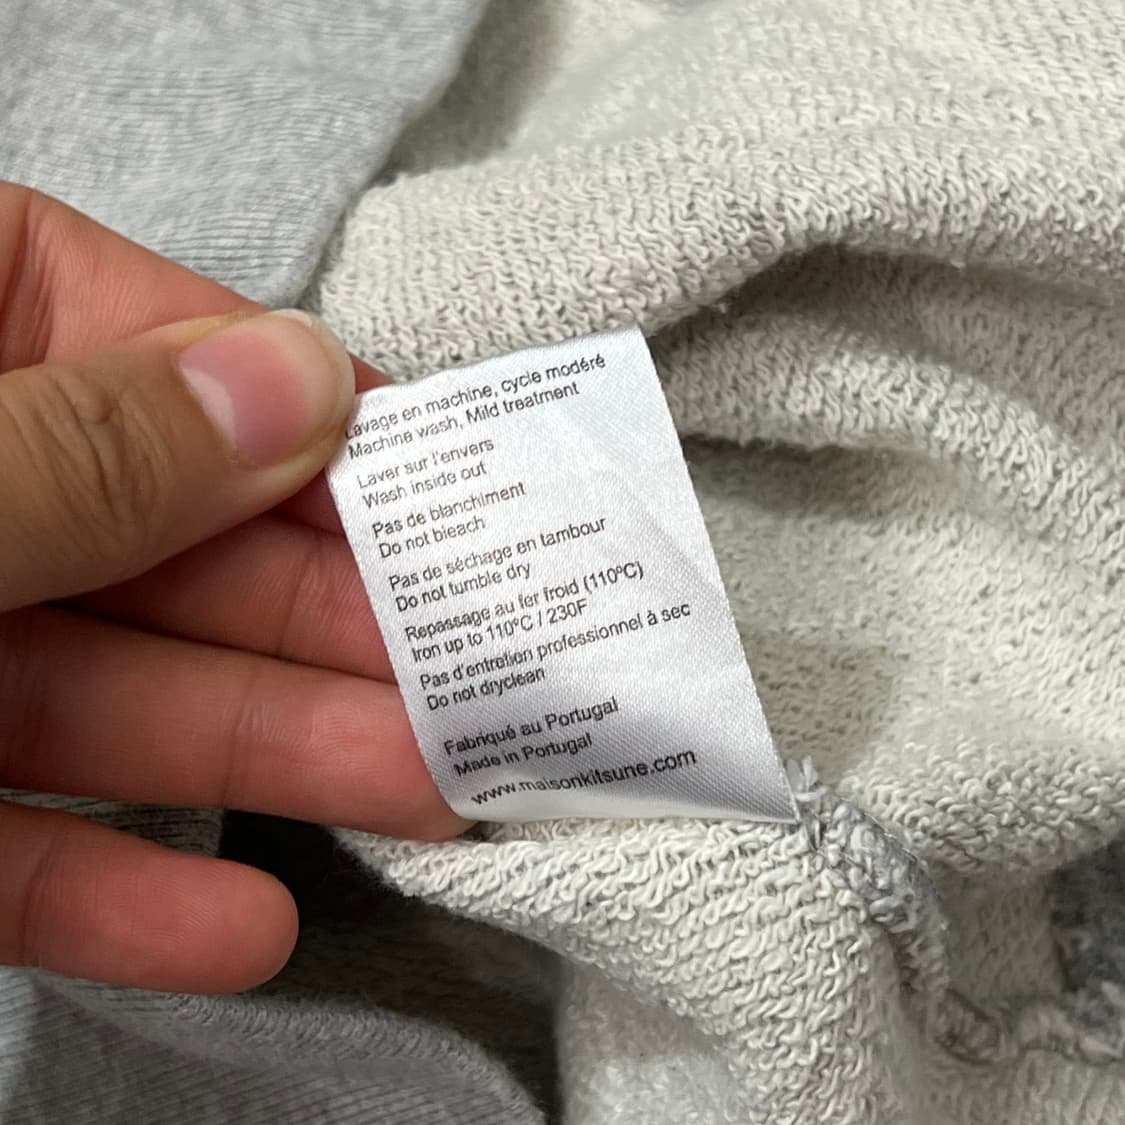 Lavage en machine, cycle modéré
Machine wash, Mild treatment
Laver sur l'envers
Wash inside out
Pas de blanchiment
Do not bleach
Pas de séchage en tambour
Do not tumble dry
Repassage au fer froid (110ºC)
Iron up to 110ºC / 230F
Pas d'entretien professionnel à sec
Do not dryclean
Fabriqué au Portugal
Made in Portugal
www.maisonkitsune.com